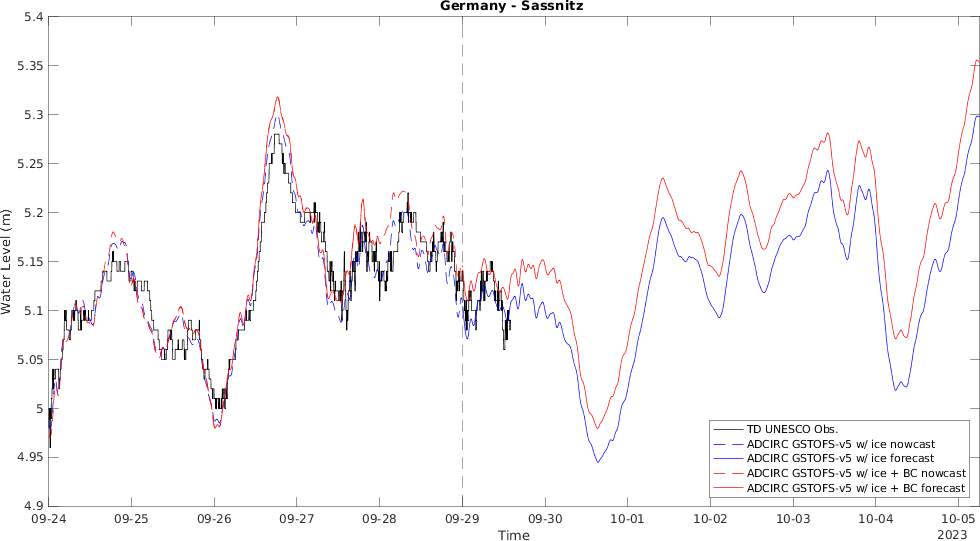 Germany - Sassnitz
5.4
5.35
5.3
5.25
5.2
5.15
5.1
5.05
5
4.95
4.9
Water Level (m)
TD UNESCO Obs.
ADCIRC GSTOFS-v5 w/ ice nowcast
ADCIRC GSTOFS-v5 w/ ice forecast
ADCIRC GSTOFS-v5 w/ ice + BC nowcast
ADCIRC GSTOFS-v5 w/ ice + BC forecast
09-24 09-25 09-26 09-27 09-28 09-29 09-30 10-01 10-02 10-03 10-04 10-05
Time
2023